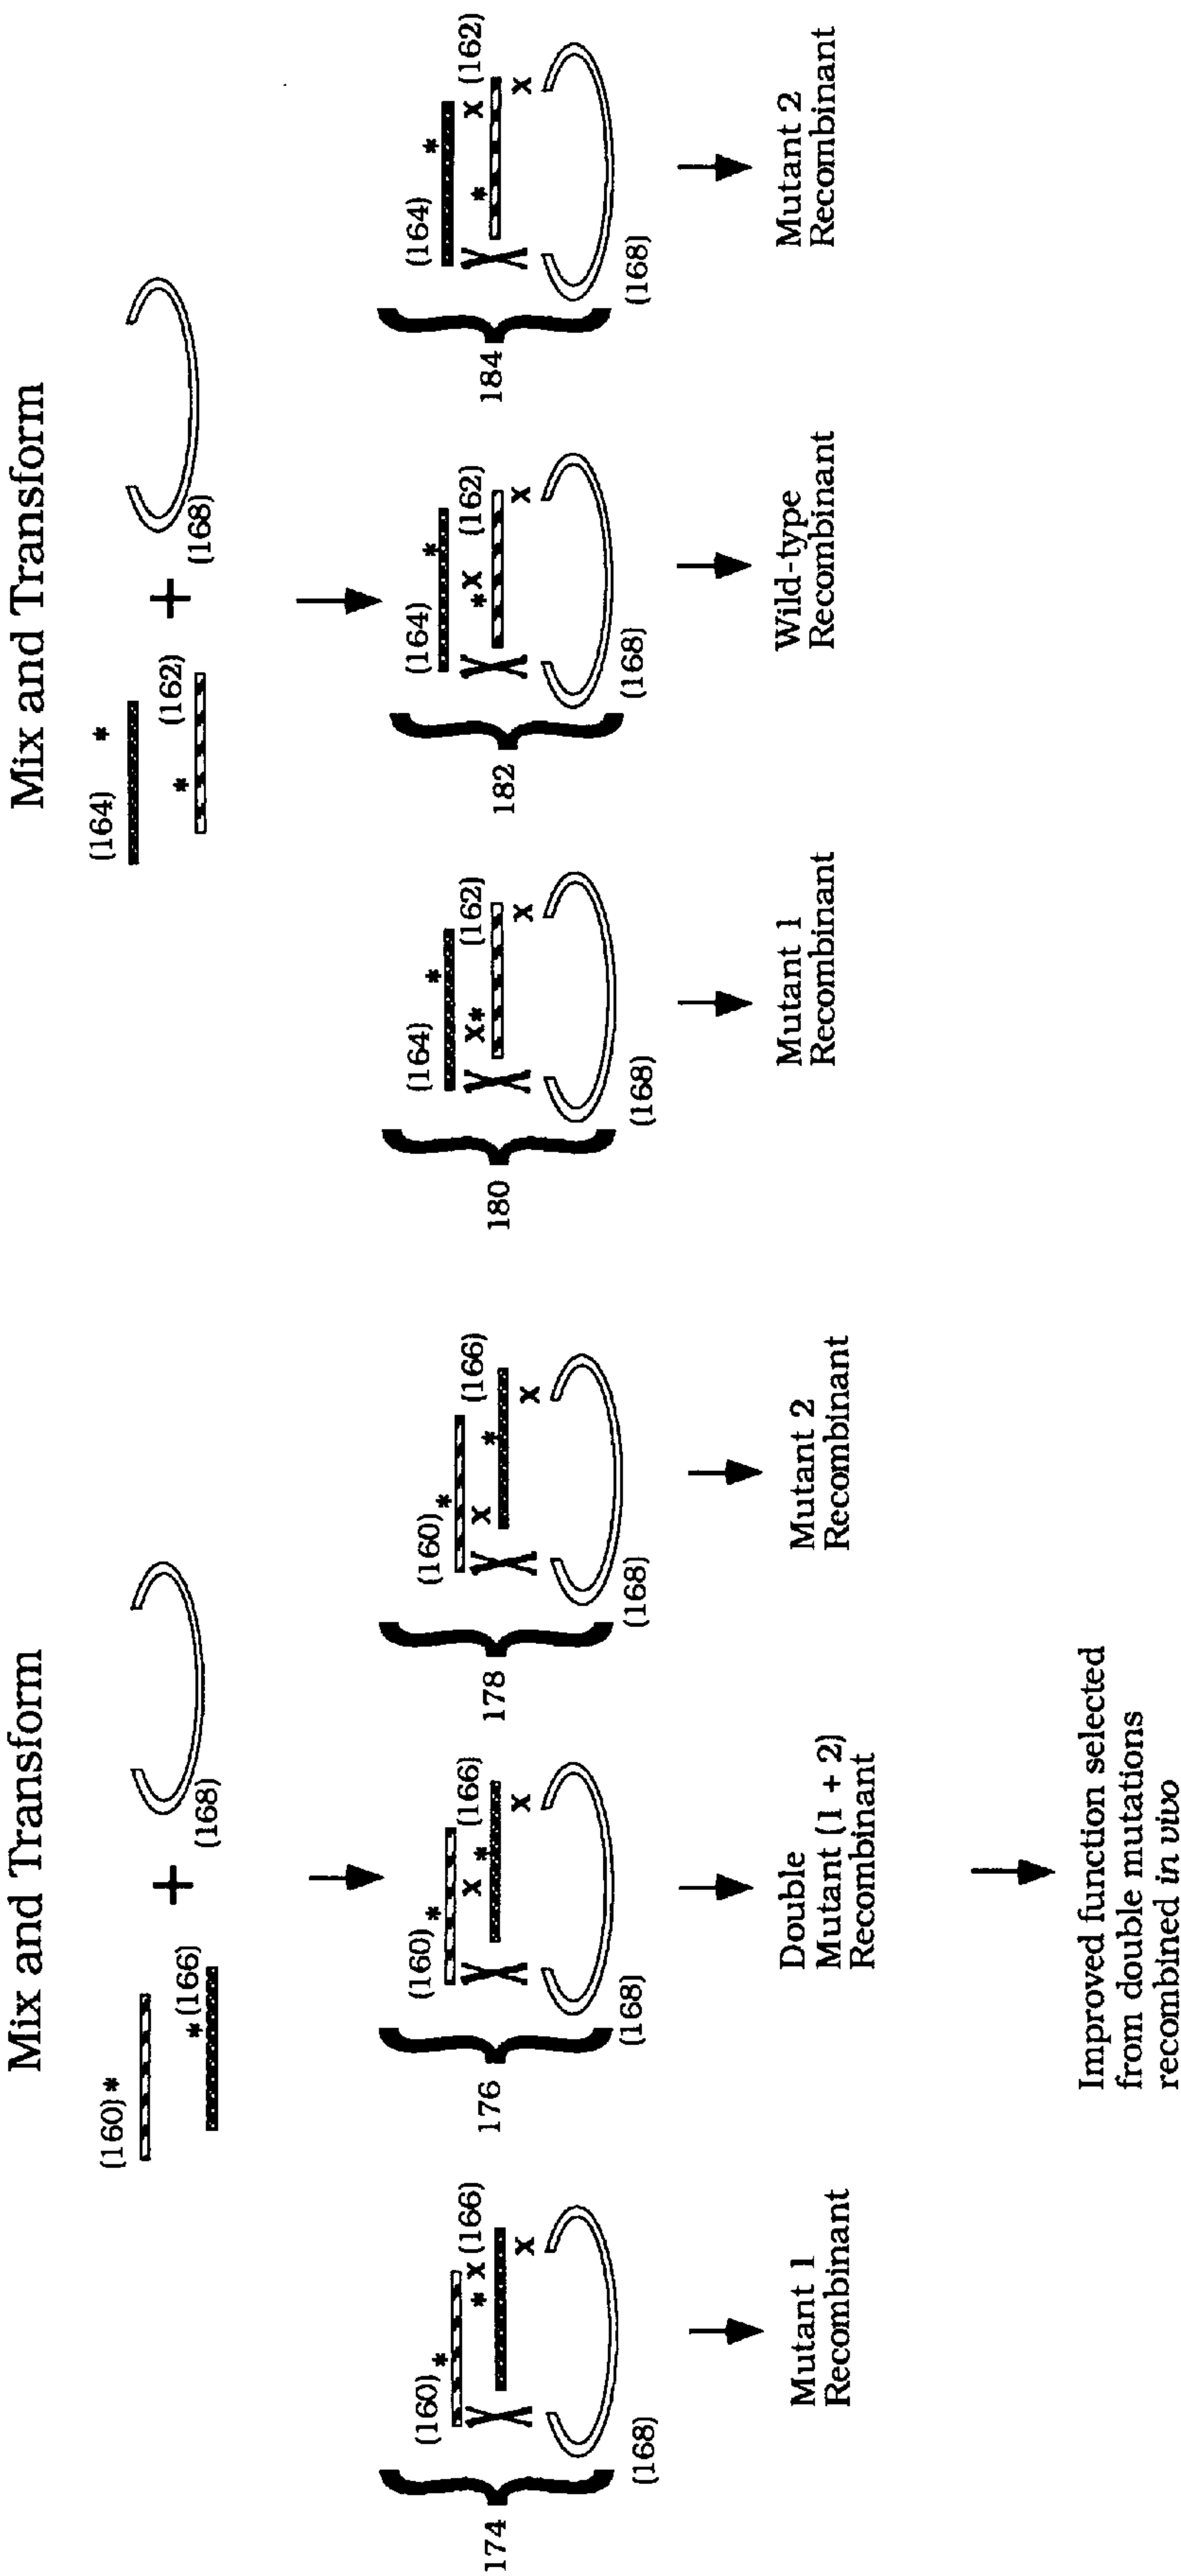 Mix and Transform
(160) *
* (166)
+
(168)
174
(160) *
* X (166)
X
(168)
Mutant 1
Recombinant
176
(160) *
X * (166)
X
(168)
Double
Mutant (1 + 2)
Recombinant
Improved function selected
from double mutations
recombined in vivo
178
(160) *
X * (166)
X
(168)
Mutant 2
Recombinant
Mix and Transform
(164) *
* (162)
+
(168)
180
(164) *
X * (162)
X
(168)
Mutant 1
Recombinant
182
(164) *
* X (162)
X
(168)
Wild-type
Recombinant
184
(164) *
* X (162)
X
(168)
Mutant 2
Recombinant